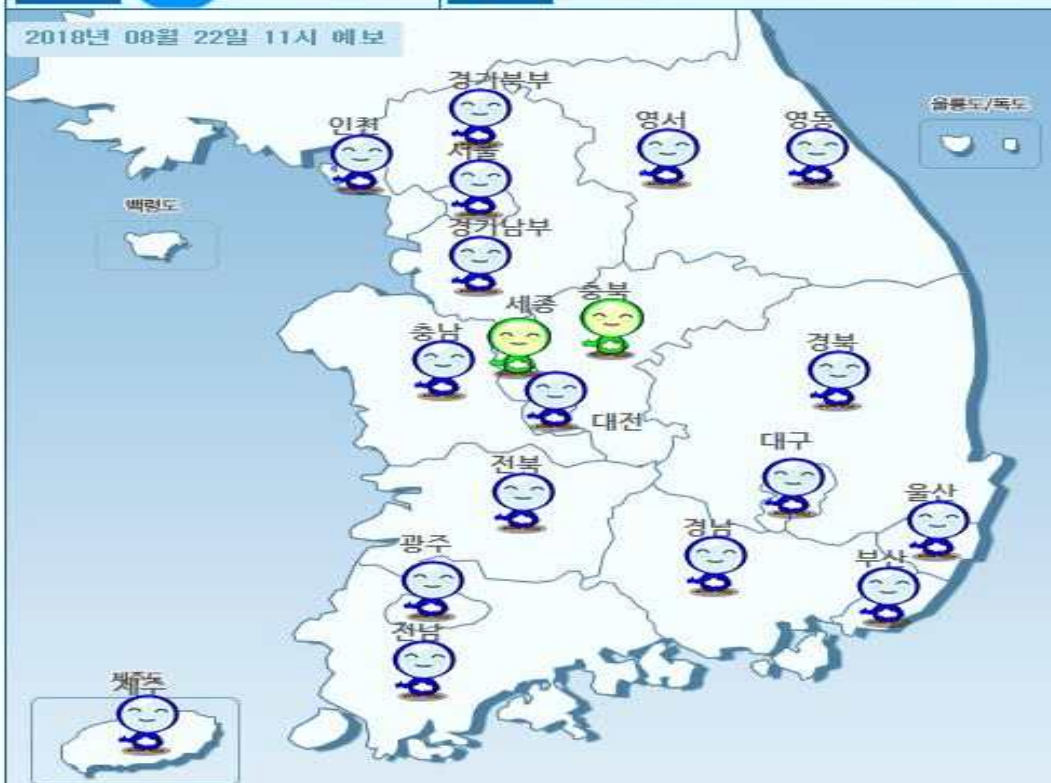 2018년 08월 22일 11시 예보
경기북부
인천
서울
영서
영동
울릉도/독도
백령도
경기남부
세종
충북
충남
경북
대전
대구
전북
울산
경남
광주
부산
전남
제주도
제주